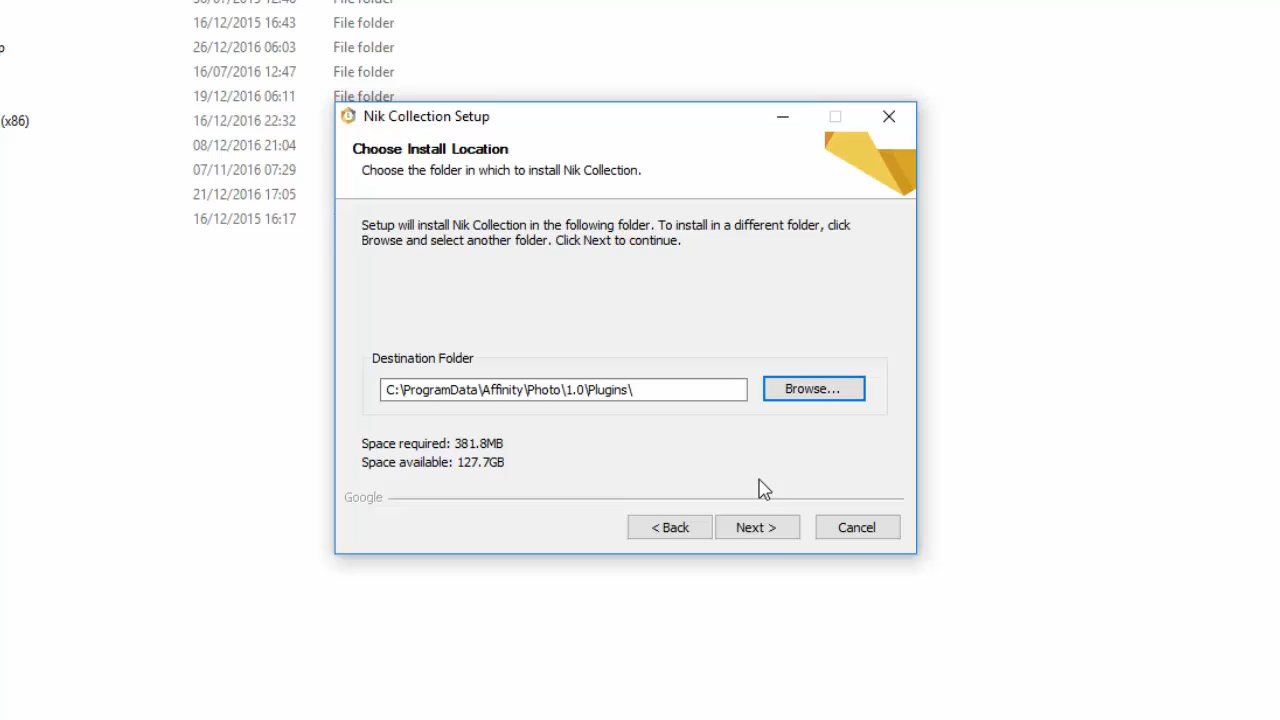 16/12/2015 16:43 File folder
p 26/12/2016 06:03 File folder
16/07/2016 12:47 File folder
19/12/2016 06:11 File folder
(x86) 16/12/2016 22:32
08/12/2016 21:04
07/11/2016 07:29
21/12/2016 17:05
16/12/2015 16:17
Nik Collection Setup
Choose Install Location
Choose the folder in which to install Nik Collection.
Setup will install Nik Collection in the following folder. To install in a different folder, click
Browse and select another folder. Click Next to continue.
Destination Folder
C:\ProgramData\Affinity\Photo\1.0\Plugins\
Browse...
Space required: 381.8MB
Space available: 127.7GB
Google
< Back Next > Cancel